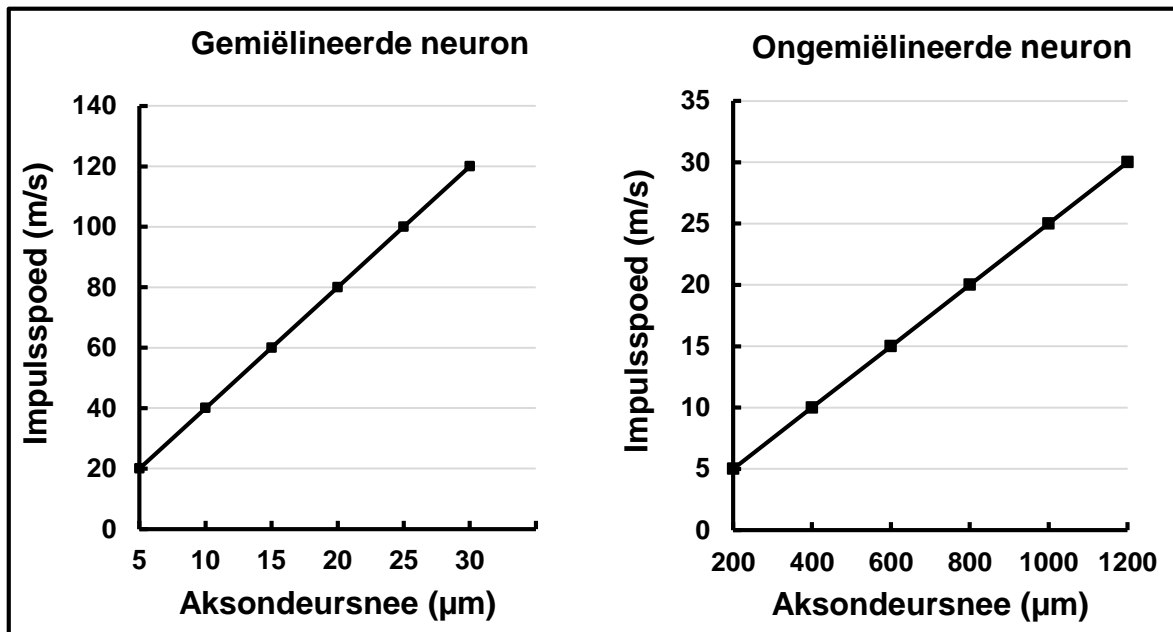 Gemiëlineerde neuron
Impulsspoed (m/s)
140
120
100
80
60
40
20
0
5 10 15 20 25 30
Aksondeursnee (µm)
Ongemiëlineerde neuron
Impulsspoed (m/s)
35
30
25
20
15
10
5
0
200 400 600 800 1000 1200
Aksondeursnee (µm)